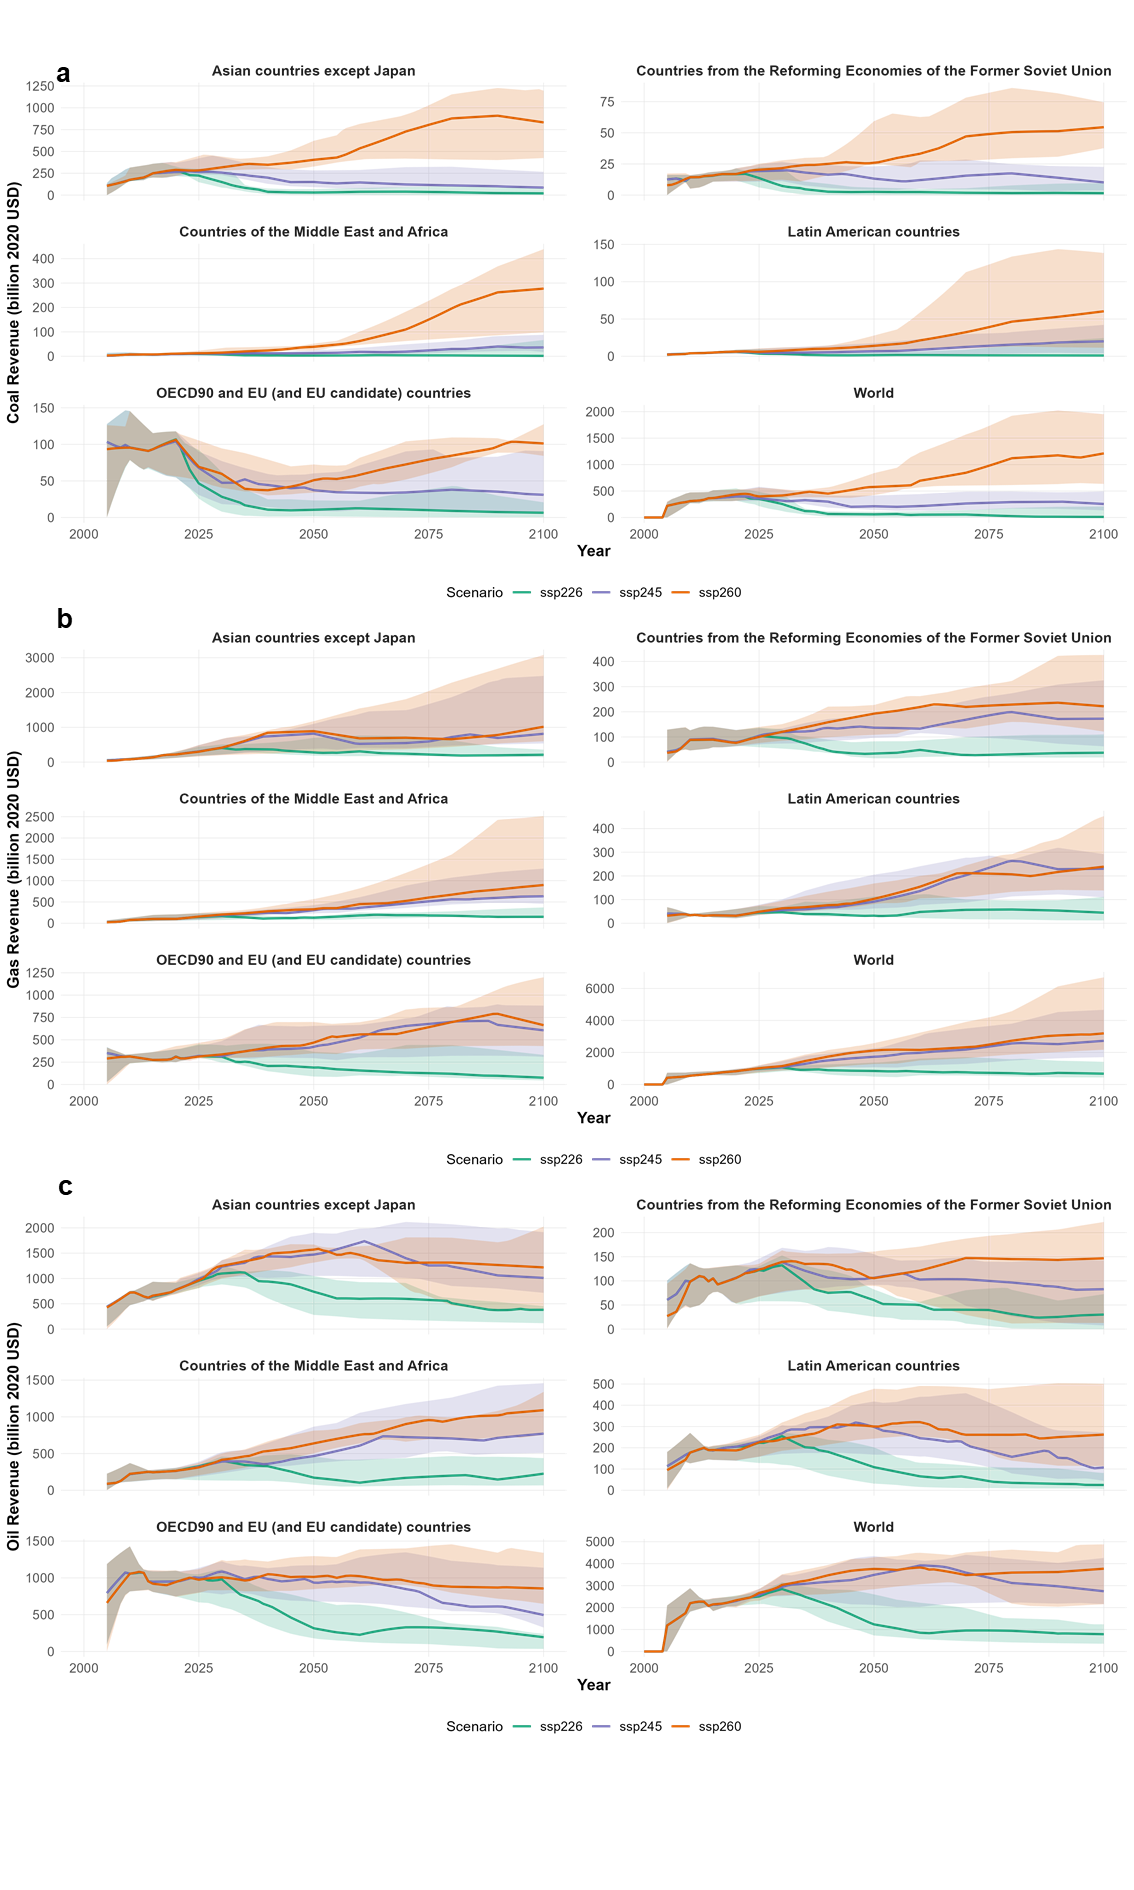 a
Asian countries except Japan
Countries from the Reforming Economies of the Former Soviet Union
1250
1000
750
500
250
0
75
50
25
0
Countries of the Middle East and Africa
Latin American countries
400
300
200
100
0
150
100
50
0
OECD90 and EU (and EU candidate) countries
World
150
100
50
0
2000
1500
1000
500
0
2000 2025 2050 2075 2100
2000 2025 2050 2075 2100
Coal Revenue (billion 2020 USD)
Year
Scenario ssp226 ssp245 ssp260
b
Asian countries except Japan
Countries from the Reforming Economies of the Former Soviet Union
3000
2000
1000
0
400
300
200
100
0
Countries of the Middle East and Africa
Latin American countries
2500
2000
1500
1000
500
0
400
300
200
100
0
OECD90 and EU (and EU candidate) countries
World
1250
1000
750
500
250
0
6000
4000
2000
0
2000 2025 2050 2075 2100
2000 2025 2050 2075 2100
Gas Revenue (billion 2020 USD)
Year
Scenario ssp226 ssp245 ssp260
c
Asian countries except Japan
Countries from the Reforming Economies of the Former Soviet Union
2000
1500
1000
500
0
200
150
100
50
0
Countries of the Middle East and Africa
Latin American countries
1500
1000
500
0
500
400
300
200
100
0
OECD90 and EU (and EU candidate) countries
World
1500
1000
500
0
5000
4000
3000
2000
1000
0
2000 2025 2050 2075 2100
2000 2025 2050 2075 2100
Oil Revenue (billion 2020 USD)
Year
Scenario ssp226 ssp245 ssp260